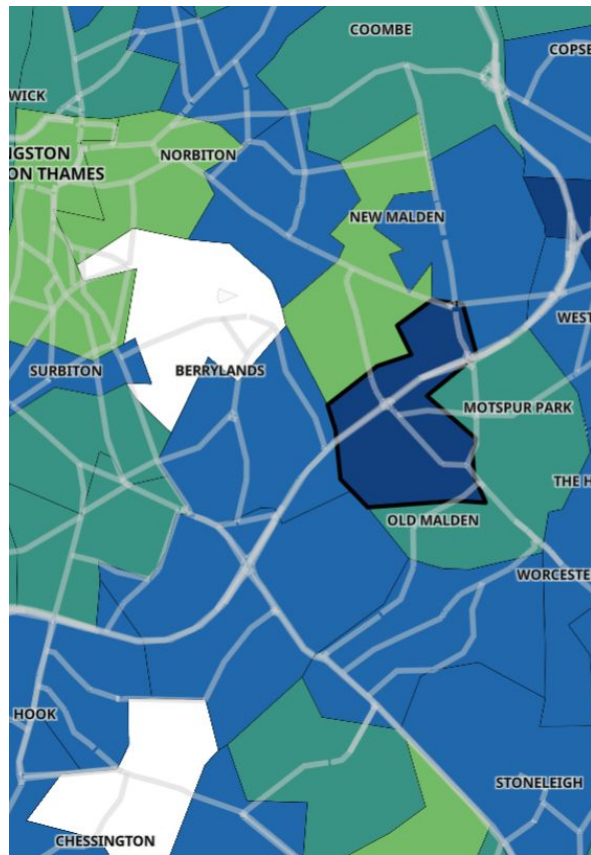 COOMBE
COPSE
WICK
NGSTON
ON THAMES
NORBITON
NEW MALDEN
WEST
SURBITON
BERRYLANDS
MOTSPUR PARK
THE H
OLD MALDEN
WORCESTE
HOOK
STONELEIGH
CHESSINGTON